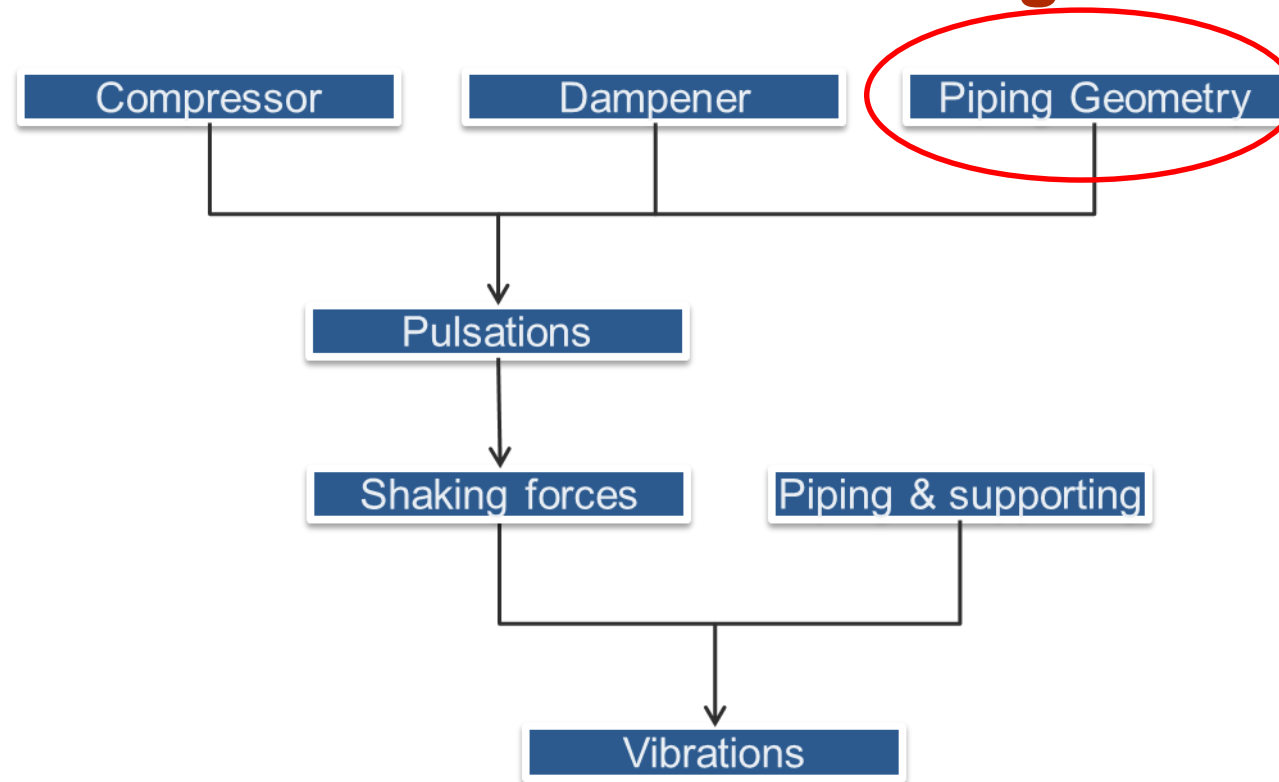 Compressor
Dampener
Piping Geometry
Pulsations
Shaking forces
Piping & supporting
Vibrations